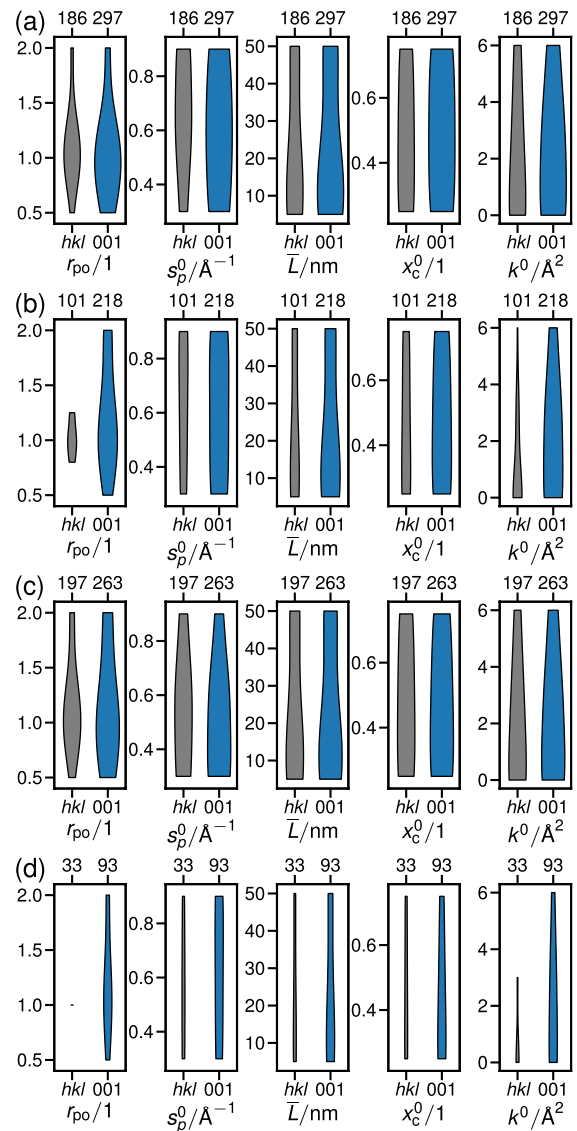 (a)
186 297 186 297 186 297 186 297 186 297
2.0 1.5 1.0 0.5
0.8 0.6 0.4
50 40 30 20 10
0.6 0.4
6 4 2 0
hkl 001 hkl 001 hkl 001 hkl 001 hkl 001
r_po/1 s_p^0/Å^−1 L̅/nm x_c^0/1 k^0/Å^2
(b)
101 218 101 218 101 218 101 218 101 218
2.0 1.5 1.0 0.5
0.8 0.6 0.4
50 40 30 20 10
0.6 0.4
6 4 2 0
hkl 001 hkl 001 hkl 001 hkl 001 hkl 001
r_po/1 s_p^0/Å^−1 L̅/nm x_c^0/1 k^0/Å^2
(c)
197 263 197 263 197 263 197 263 197 263
2.0 1.5 1.0 0.5
0.8 0.6 0.4
50 40 30 20 10
0.6 0.4
6 4 2 0
hkl 001 hkl 001 hkl 001 hkl 001 hkl 001
r_po/1 s_p^0/Å^−1 L̅/nm x_c^0/1 k^0/Å^2
(d)
33 93 33 93 33 93 33 93 33 93
2.0 1.5 1.0 0.5
0.8 0.6 0.4
50 40 30 20 10
0.6 0.4
6 4 2 0
hkl 001 hkl 001 hkl 001 hkl 001 hkl 001
r_po/1 s_p^0/Å^−1 L̅/nm x_c^0/1 k^0/Å^2